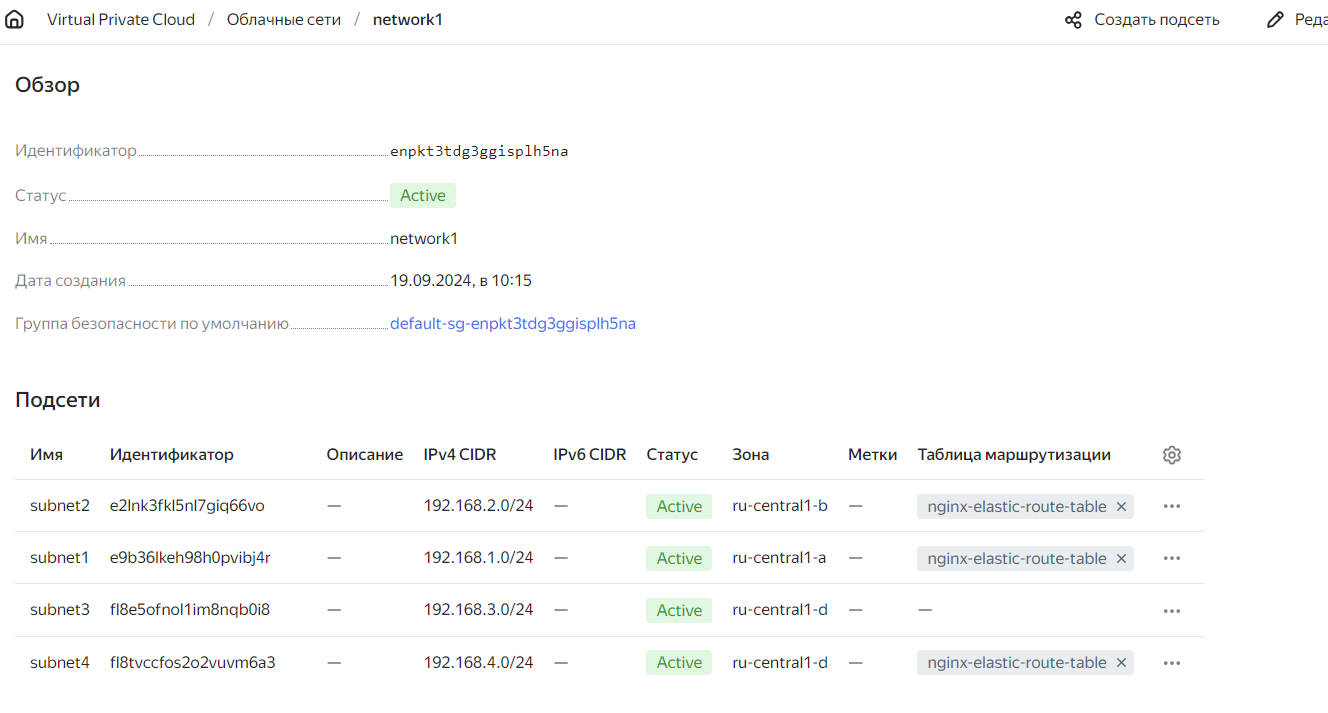 Virtual Private Cloud / Облачные сети / network1 Создать подсеть Реда
Обзор
Идентификатор enpkt3tdg3ggisplh5na
Статус Active
Имя network1
Дата создания 19.09.2024, в 10:15
Группа безопасности по умолчанию default-sg-enpkt3tdg3ggisplh5na
Подсети
Имя Идентификатор Описание IPv4 CIDR IPv6 CIDR Статус Зона Метки Таблица маршрутизации
subnet2 e2lnk3fkl5nl7giq66vo — 192.168.2.0/24 — Active ru-central1-b — nginx-elastic-route-table ×
subnet1 e9b36lkeh98h0pvibj4r — 192.168.1.0/24 — Active ru-central1-a — nginx-elastic-route-table ×
subnet3 fl8e5ofnol1im8nqb0i8 — 192.168.3.0/24 — Active ru-central1-d — —
subnet4 fl8tvccfos2o2vuvm6a3 — 192.168.4.0/24 — Active ru-central1-d — nginx-elastic-route-table ×